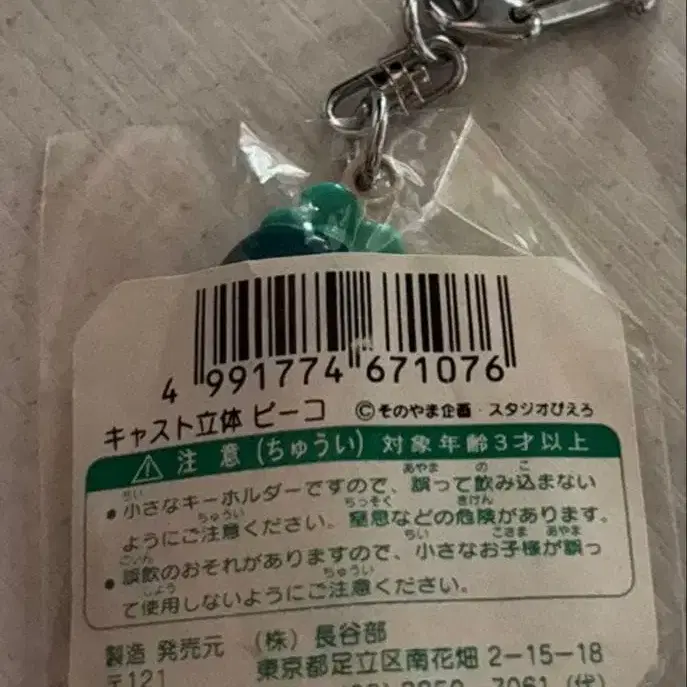 4 991774 671076
キャスト立体 ピーコ ©そのやま企画・スタジオぴえろ
⚠ 注意(ちゅうい) 対象年齢3才以上
●小さなキーホルダーですので、誤って飲み込まない
ようにご注意ください。窒息などの危険があります。
●誤飲のおそれがありますので、小さなお子様が誤っ
て使用しないようにご注意ください。
製造 発売元 (株)長谷部
〒121 東京都足立区南花畑 2-15-18